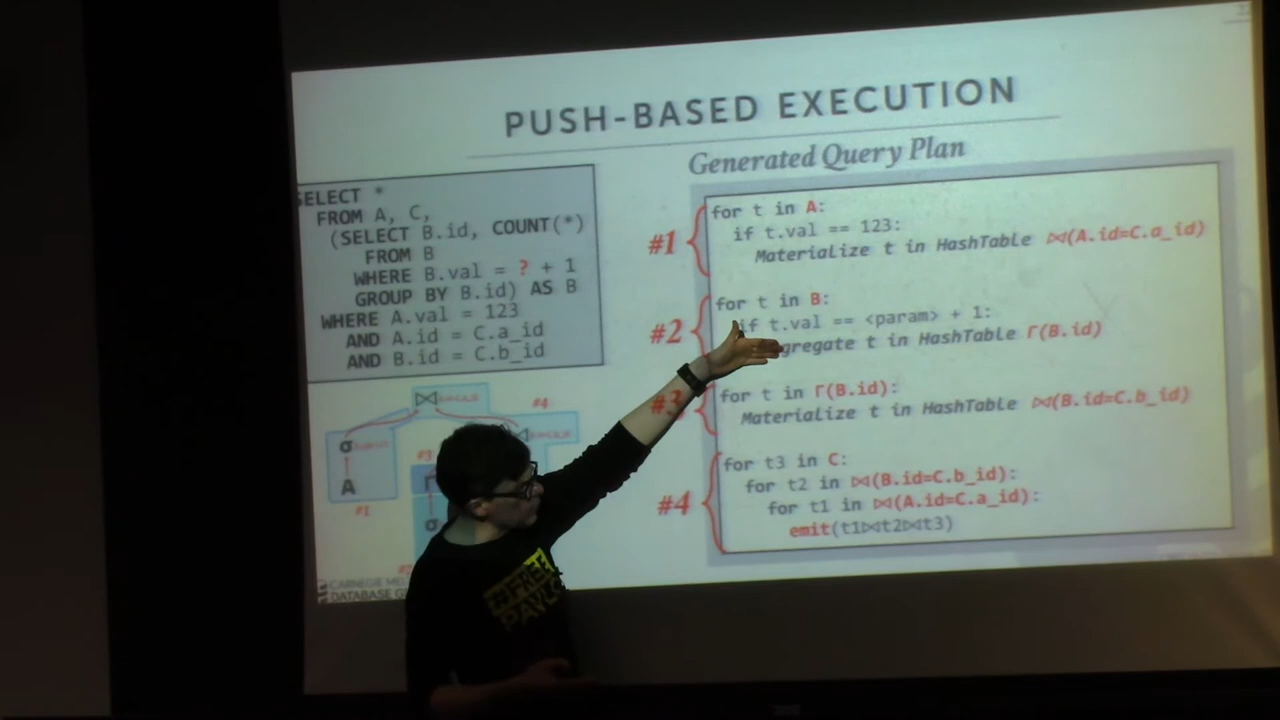 PUSH-BASED EXECUTION
Generated Query Plan
SELECT *
FROM A, C,
(SELECT B.id, COUNT(*)
FROM B
WHERE B.val = ? + 1
GROUP BY B.id) AS B
WHERE A.val = 123
AND A.id = C.a_id
AND B.id = C.b_id
#1
for t in A:
if t.val == 123:
Materialize t in HashTable ⋈(A.id=C.a_id)
#2
for t in B:
if t.val == <param> + 1:
t in HashTable Γ(B.id)
for t in Γ(B.id):
Materialize t in HashTable ⋈(B.id=C.b_id)
#4
for t3 in C:
for t2 in ⋈(B.id=C.b_id):
for t1 in ⋈(A.id=C.a_id):
emit(t1⋈t2⋈t3)
⋈
#4
σ
#3
A
Γ
#1
σ
CARNEGIE
DATABASE
#FREE
PAVLO